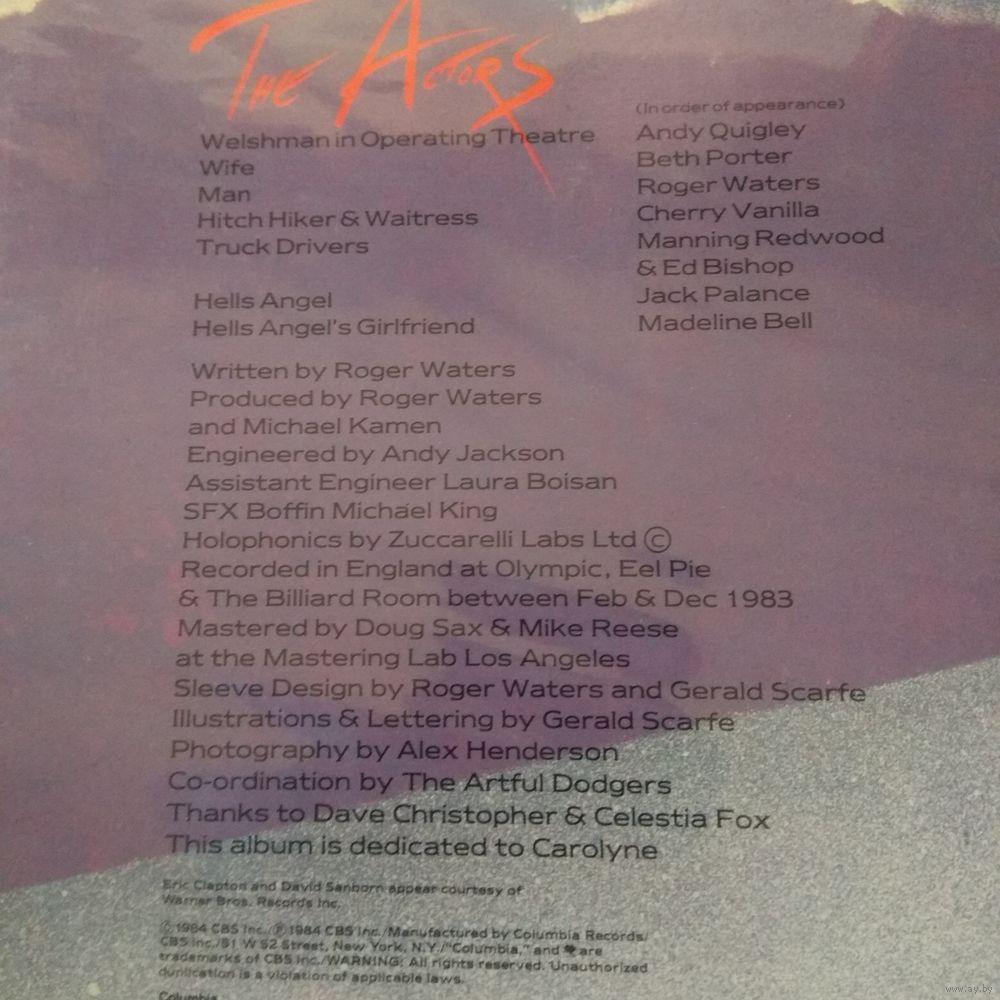 The Actors
(In order of appearance)
Welshman in Operating Theatre Andy Quigley
Wife Beth Porter
Man Roger Waters
Hitch Hiker & Waitress Cherry Vanilla
Truck Drivers Manning Redwood
& Ed Bishop
Hells Angel Jack Palance
Hells Angel's Girlfriend Madeline Bell
Written by Roger Waters
Produced by Roger Waters
and Michael Kamen
Engineered by Andy Jackson
Assistant Engineer Laura Boisan
SFX Boffin Michael King
Holophonics by Zuccarelli Labs Ltd ©
Recorded in England at Olympic, Eel Pie
& The Billiard Room between Feb & Dec 1983
Mastered by Doug Sax & Mike Reese
at the Mastering Lab Los Angeles
Sleeve Design by Roger Waters and Gerald Scarfe
Illustrations & Lettering by Gerald Scarfe
Photography by Alex Henderson
Co-ordination by The Artful Dodgers
Thanks to Dave Christopher & Celestia Fox
This album is dedicated to Carolyne
Eric Clapton and David Sanborn appear courtesy of
Warner Bros. Records Inc.
© 1984 CBS Inc./℗ 1984 CBS Inc./Manufactured by Columbia Records/
CBS Inc./51 W 52 Street, New York, N.Y./"Columbia," and are
trademarks of CBS Inc./WARNING: All rights reserved. Unauthorized
duplication is a violation of applicable laws.
Columbia
www.ay.by